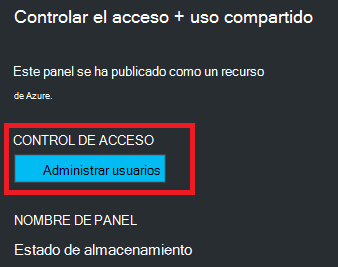 Controlar el acceso + uso compartido
Este panel se ha publicado como un recurso
de Azure.
CONTROL DE ACCESO
Administrar usuarios
NOMBRE DE PANEL
Estado de almacenamiento